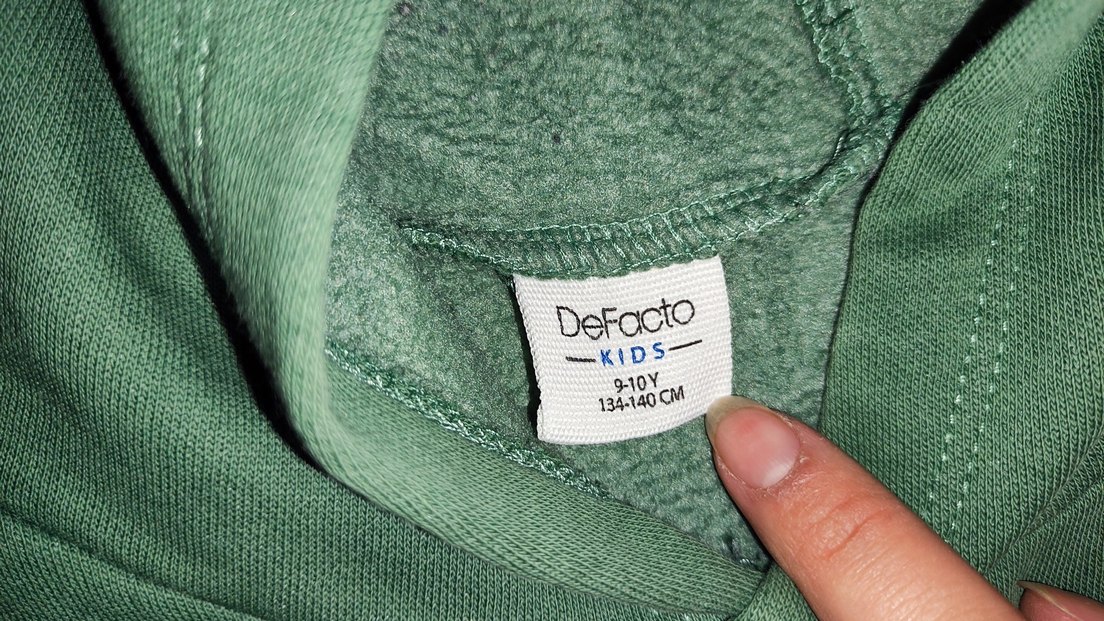 DeFacto
KIDS
9-10 Y
134-140 CM